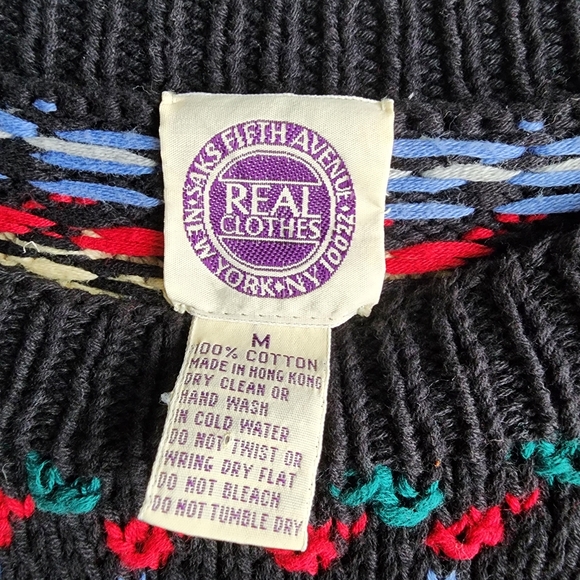 SAKS FIFTH AVENUE
REAL
CLOTHES
NEW YORK•NY 10022
M
100% COTTON
MADE IN HONG KONG
DRY CLEAN OR
HAND WASH
IN COLD WATER
DO NOT TWIST OR
WRING DRY FLAT
DO NOT BLEACH
DO NOT TUMBLE DRY